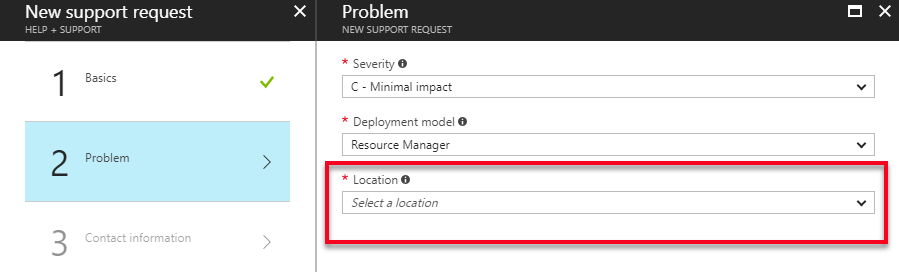 New support request
HELP + SUPPORT
1 Basics
2 Problem
3 Contact information
Problem
NEW SUPPORT REQUEST
* Severity
C - Minimal impact
* Deployment model
Resource Manager
* Location
Select a location